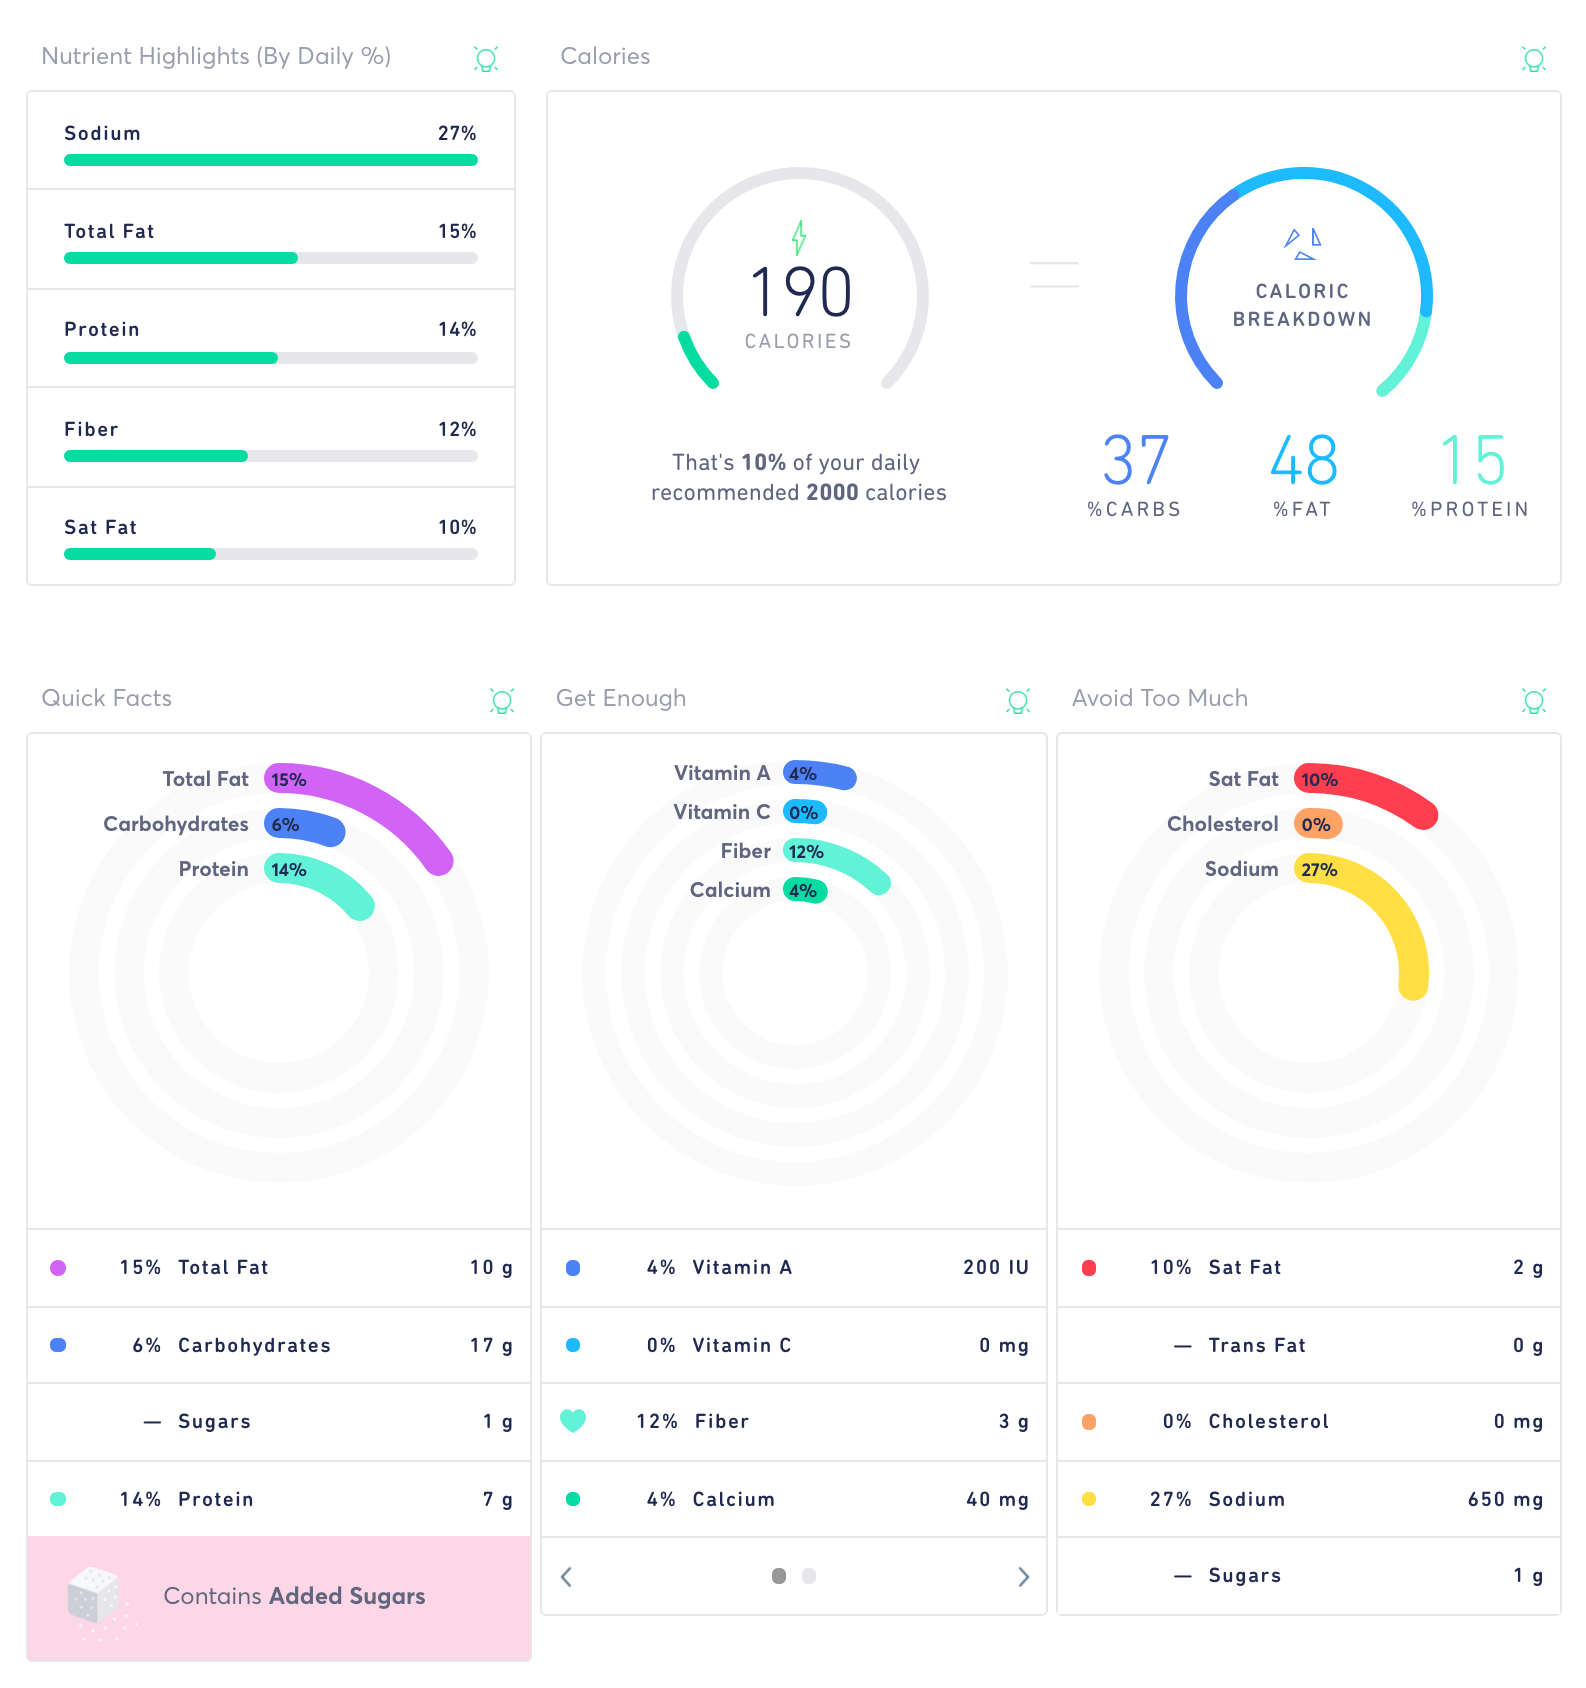 Nutrient Highlights (By Daily %)
Sodium 27%
Total Fat 15%
Protein 14%
Fiber 12%
Sat Fat 10%
Calories
190
CALORIES
That's 10% of your daily
recommended 2000 calories
CALORIC
BREAKDOWN
37 48 15
%CARBS %FAT %PROTEIN
Quick Facts
Total Fat 15%
Carbohydrates 6%
Protein 14%
15% Total Fat 10 g
6% Carbohydrates 17 g
— Sugars 1 g
14% Protein 7 g
Contains Added Sugars
Get Enough
Vitamin A 4%
Vitamin C 0%
Fiber 12%
Calcium 4%
4% Vitamin A 200 IU
0% Vitamin C 0 mg
12% Fiber 3 g
4% Calcium 40 mg
Avoid Too Much
Sat Fat 10%
Cholesterol 0%
Sodium 27%
10% Sat Fat 2 g
— Trans Fat 0 g
0% Cholesterol 0 mg
27% Sodium 650 mg
— Sugars 1 g